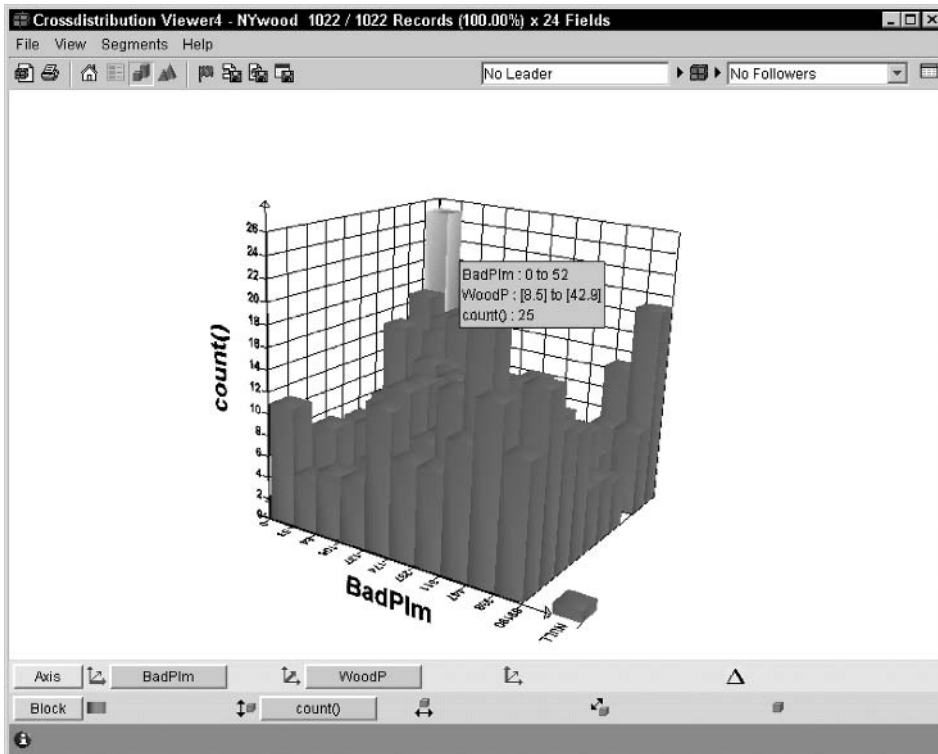 Crossdistribution Viewer4 - NYwood 1022 / 1022 Records (100.00%) x 24 Fields
File View Segments Help
No Leader
No Followers
26
24
22
20
18
16
14
12
10
8
6
4
2
0
count()
BadPlm : 0 to 52
WoodP : [8.5] to [42.9]
count() : 25
BadPlm
NULL
Axis BadPlm WoodP
Block count()